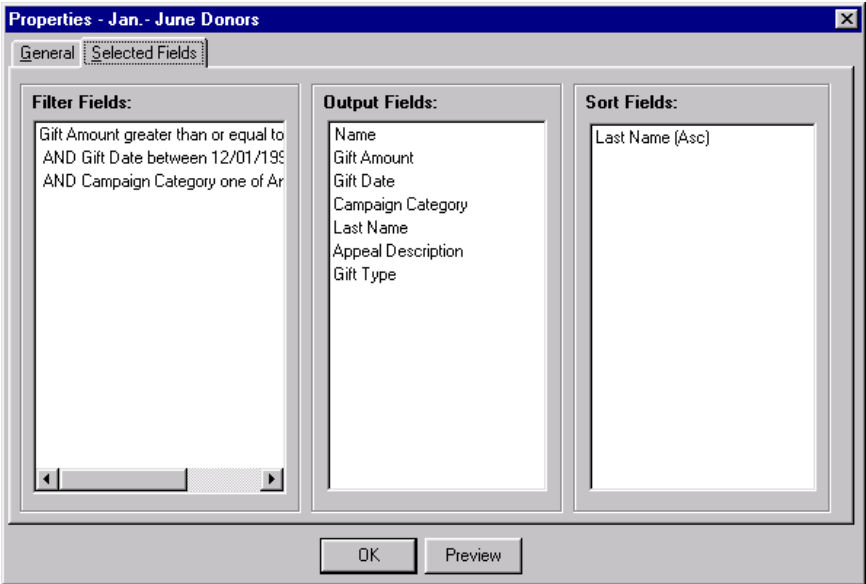 Properties - Jan.- June Donors
General
Selected Fields
Filter Fields:
Gift Amount greater than or equal to
AND Gift Date between 12/01/199
AND Campaign Category one of Ar
Output Fields:
Name
Gift Amount
Gift Date
Campaign Category
Last Name
Appeal Description
Gift Type
Sort Fields:
Last Name (Asc)
OK
Preview